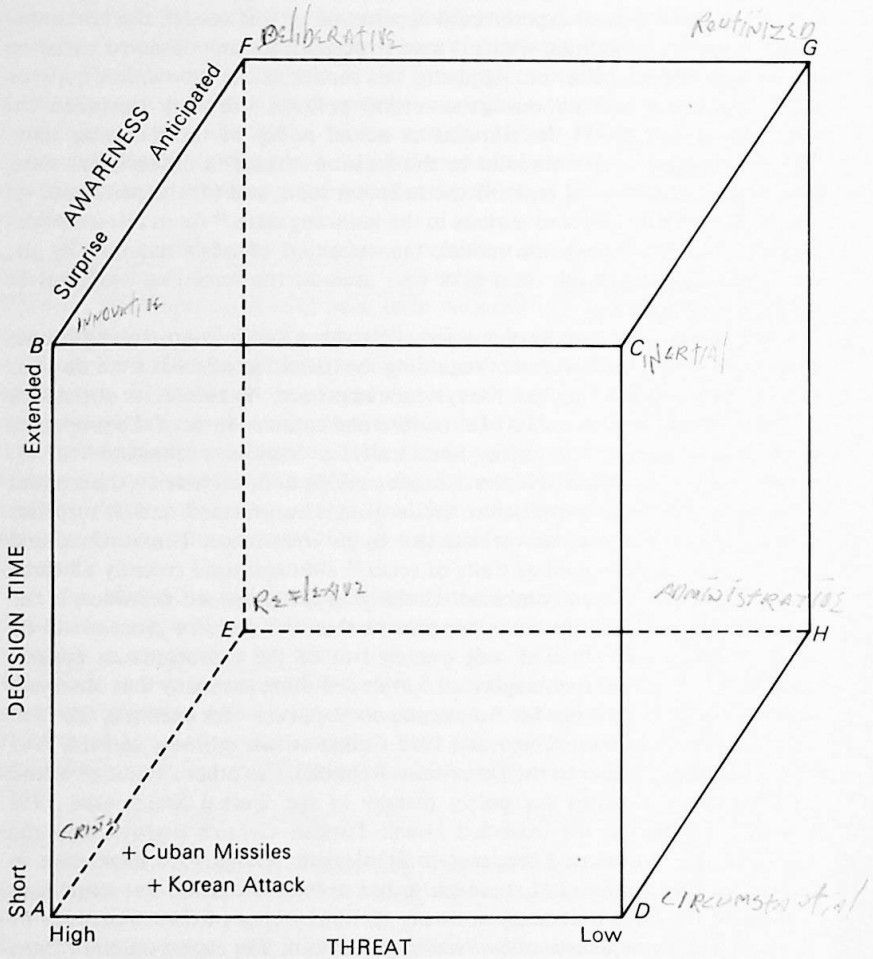 F DELIBERATIVE ROUTINIZED G
Anticipated
AWARENESS
Surprise
INNOVATIVE
B C INERTIAL
Extended
DECISION TIME
REFLEXIVE ADMINISTRATIVE
E H
CRISIS
+ Cuban Missiles
+ Korean Attack
Short
A D CIRCUMSTANTIAL
High Low
THREAT